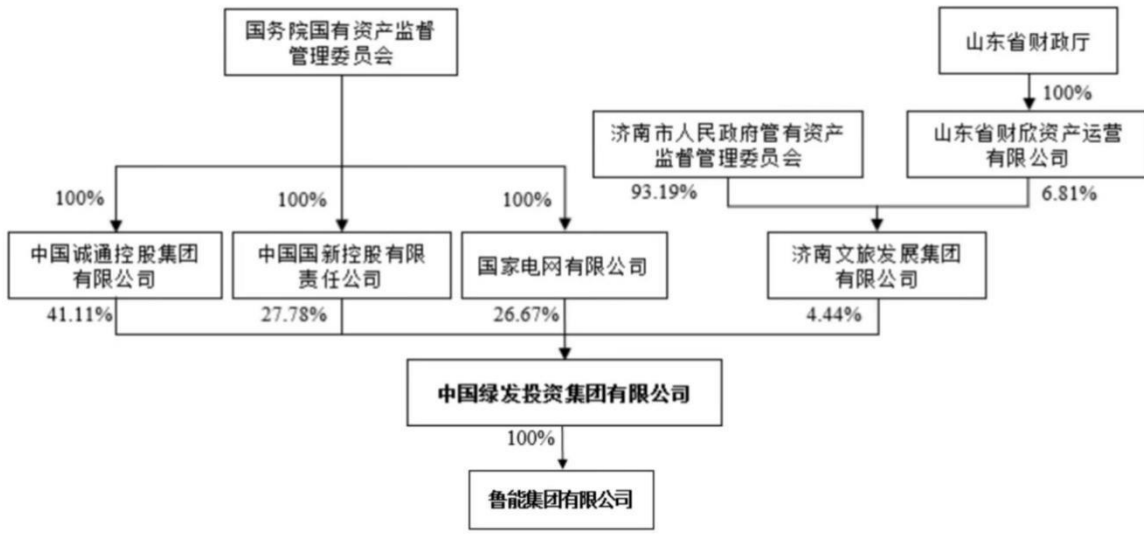 国务院国有资产监督
管理委员会
山东省财政厅
100%
济南市人民政府管有资产
监督管理委员会
山东省财欣资产运营
有限公司
93.19%
6.81%
100%
100%
100%
中国诚通控股集团
有限公司
中国国新控股有限
责任公司
国家电网有限公司
济南文旅发展集团
有限公司
41.11%
27.78%
26.67%
4.44%
中国绿发投资集团有限公司
100%
鲁能集团有限公司